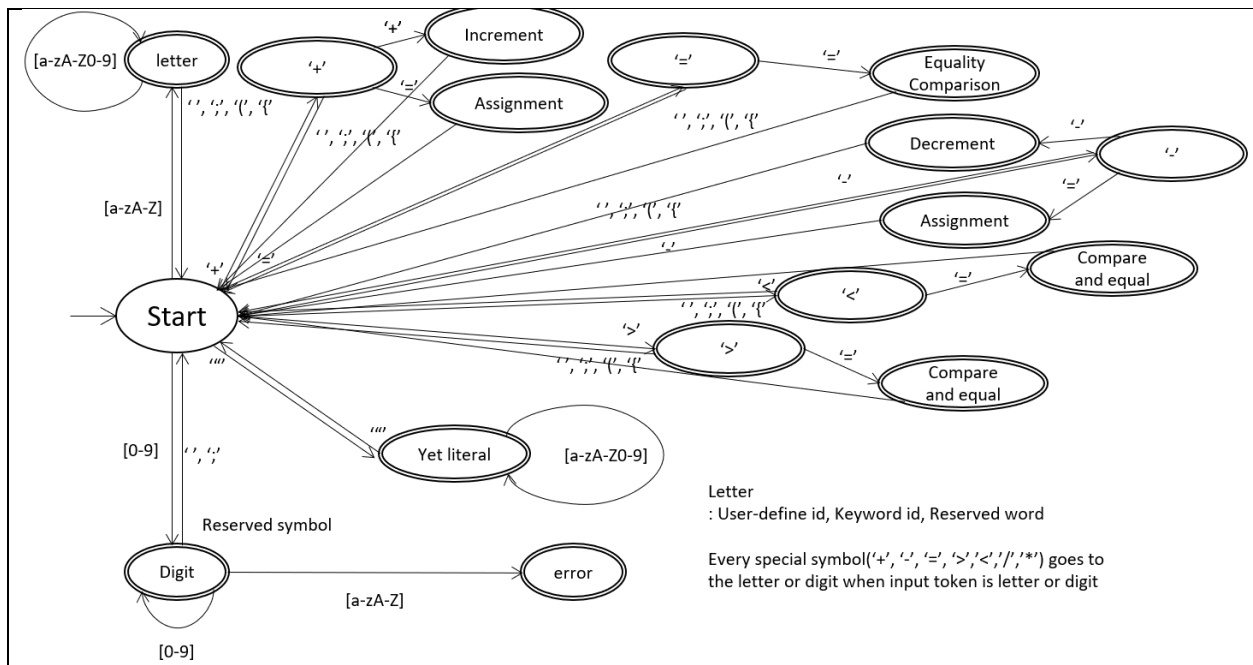 [a-zA-Z0-9]
letter
‘+’
‘+’
Increment
‘=’
Assignment
‘=’
‘=’
Equality
Comparison
‘ ’, ‘;’, ‘(’, ‘{’
‘ ’, ‘;’, ‘(’, ‘{’
‘ ’, ‘;’, ‘(’, ‘{’
Decrement
‘-’
‘-’
‘=’
[a-zA-Z]
‘-’
‘ ’, ‘;’, ‘(’, ‘{’
Assignment
‘+’
‘=’
‘-’
Start
‘<’
‘<’
‘=’
Compare
and equal
‘ ’, ‘;’, ‘(’, ‘{’
‘>’
‘>’
‘=’
‘ ’, ‘;’, ‘(’, ‘{’
Compare
and equal
‘“’
‘“’
[0-9]
‘ ’, ‘;’
Yet literal
[a-zA-Z0-9]
Letter
: User-define id, Keyword id, Reserved word
Reserved symbol
Every special symbol(‘+’, ‘-’, ‘=’, ‘>’,‘<’,’/’,’*’) goes to
the letter or digit when input token is letter or digit
Digit
error
[a-zA-Z]
[0-9]